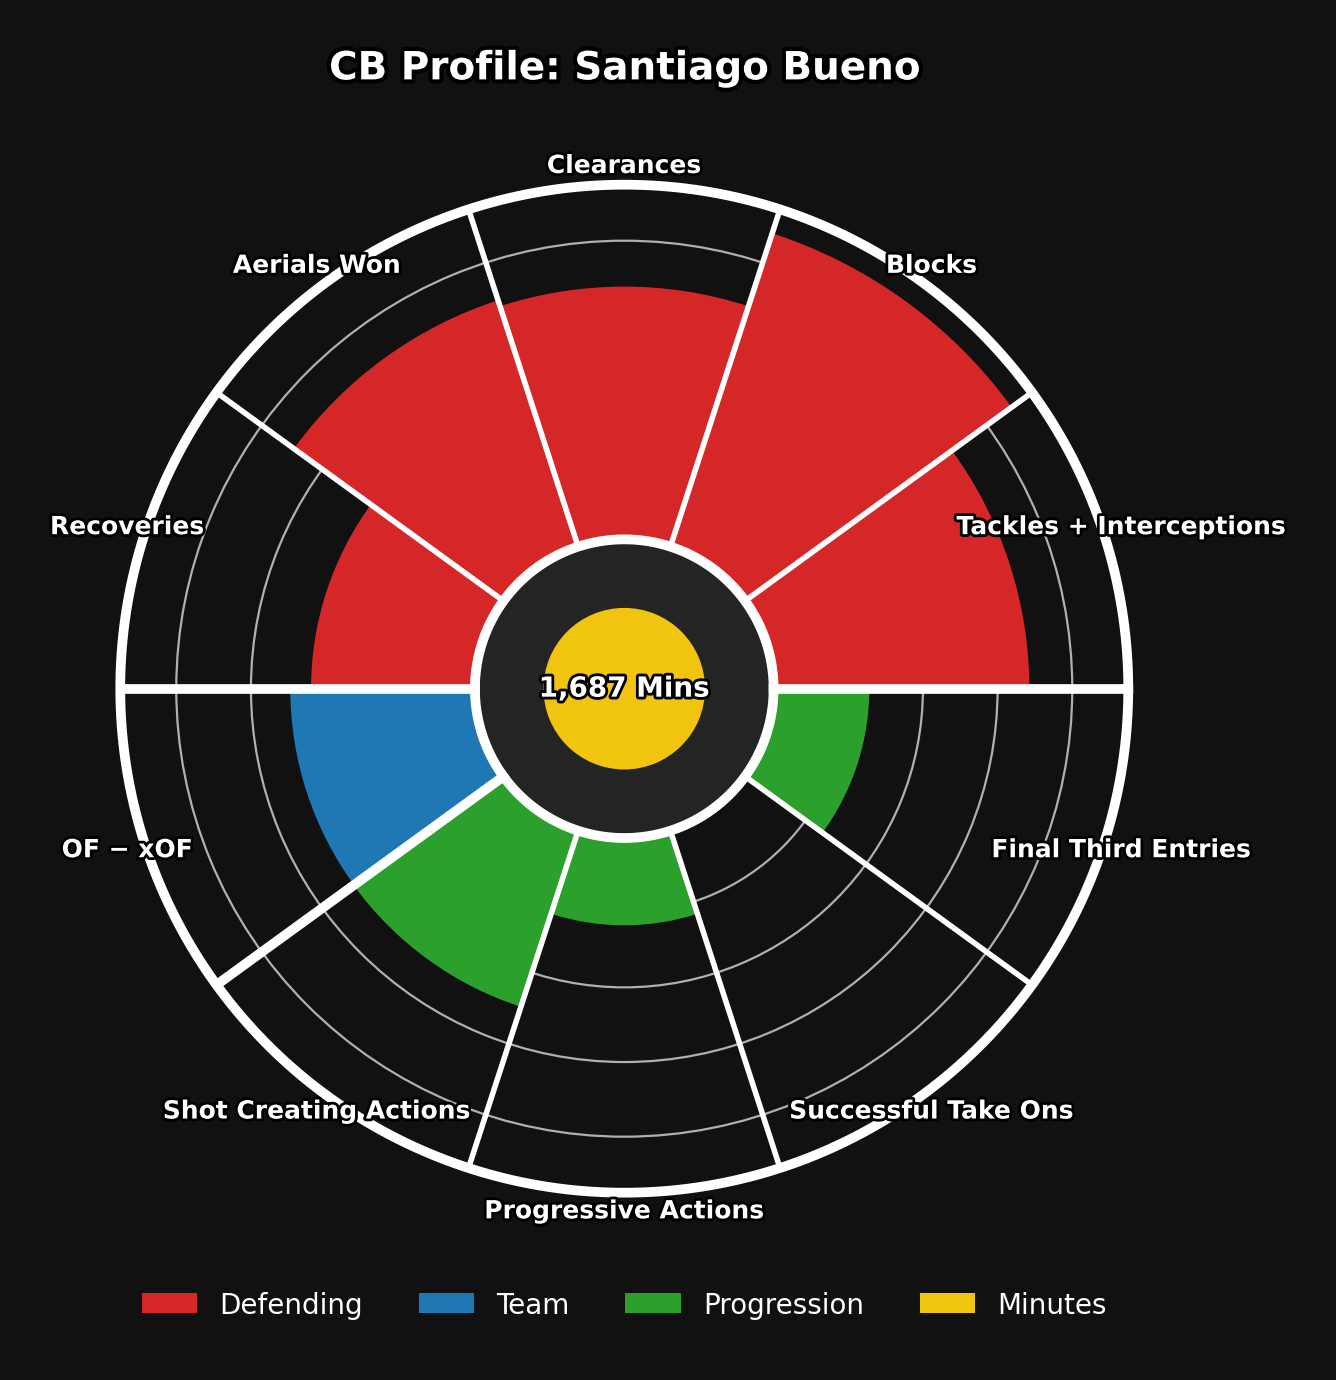 CB Profile: Santiago Bueno
Clearances
Aerials Won
Blocks
Recoveries
Tackles + Interceptions
1,687 Mins
OF − xOF
Final Third Entries
Shot Creating Actions
Successful Take Ons
Progressive Actions
Defending
Team
Progression
Minutes